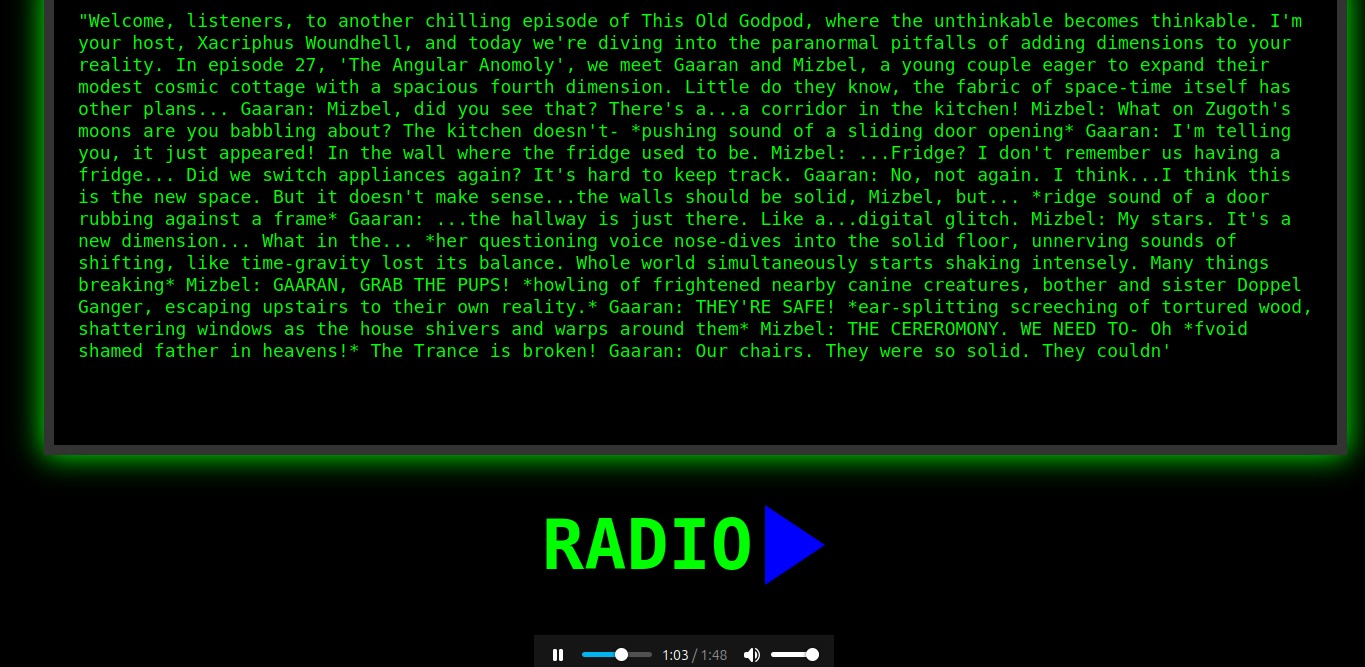 "Welcome, listeners, to another chilling episode of This Old Godpod, where the unthinkable becomes thinkable. I'm
your host, Xacriphus Woundhell, and today we're diving into the paranormal pitfalls of adding dimensions to your
reality. In episode 27, 'The Angular Anomoly', we meet Gaaran and Mizbel, a young couple eager to expand their
modest cosmic cottage with a spacious fourth dimension. Little do they know, the fabric of space-time itself has
other plans... Gaaran: Mizbel, did you see that? There's a...a corridor in the kitchen! Mizbel: What on Zugoth's
moons are you babbling about? The kitchen doesn't- *pushing sound of a sliding door opening* Gaaran: I'm telling
you, it just appeared! In the wall where the fridge used to be. Mizbel: ...Fridge? I don't remember us having a
fridge... Did we switch appliances again? It's hard to keep track. Gaaran: No, not again. I think...I think this
is the new space. But it doesn't make sense...the walls should be solid, Mizbel, but... *ridge sound of a door
rubbing against a frame* Gaaran: ...the hallway is just there. Like a...digital glitch. Mizbel: My stars. It's a
new dimension... What in the... *her questioning voice nose-dives into the solid floor, unnerving sounds of
shifting, like time-gravity lost its balance. Whole world simultaneously starts shaking intensely. Many things
breaking* Mizbel: GAARAN, GRAB THE PUPS! *howling of frightened nearby canine creatures, bother and sister Doppel
Ganger, escaping upstairs to their own reality.* Gaaran: THEY'RE SAFE! *ear-splitting screeching of tortured wood,
shattering windows as the house shivers and warps around them* Mizbel: THE CEREROMONY. WE NEED TO- Oh *fvoid
shamed father in heavens!* The Trance is broken! Gaaran: Our chairs. They were so solid. They couldn'
RADIO
1:03 / 1:48